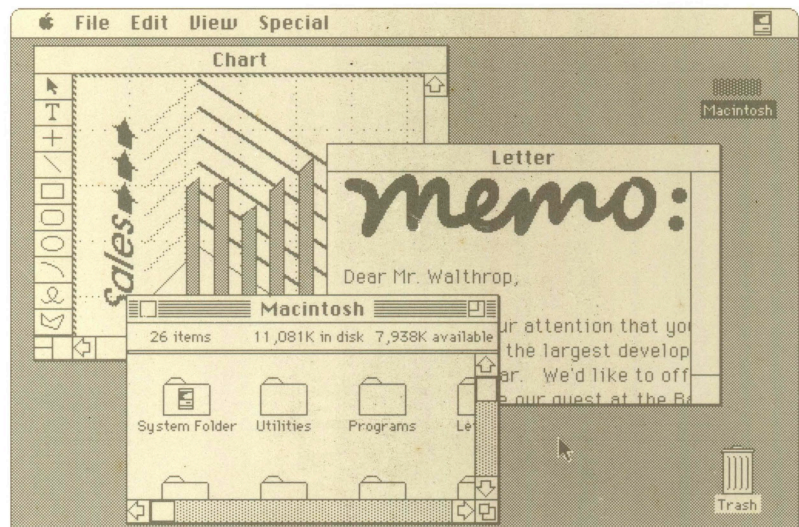 File Edit View Special
Chart
T
Sales
Macintosh
Letter
memo:
Dear Mr. Walthrop,
ur attention that you
the largest develop
ar. We'd like to off
e our guest at the Ba
Macintosh
26 items 11,081K in disk 7,938K available
System Folder Utilities Programs Let
Trash